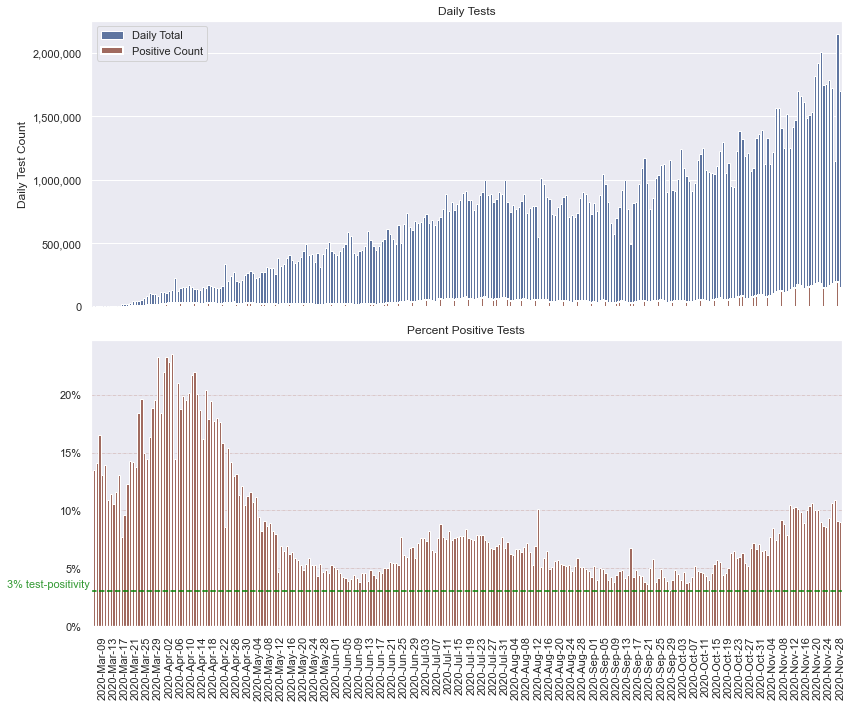 Daily Tests
Daily Total
Positive Count
2,000,000
1,500,000
1,000,000
500,000
0
Daily Test Count
Percent Positive Tests
20%
15%
10%
5%
3% test-positivity
0%
2020-Mar-09
2020-Mar-13
2020-Mar-17
2020-Mar-21
2020-Mar-25
2020-Mar-29
2020-Apr-02
2020-Apr-06
2020-Apr-10
2020-Apr-14
2020-Apr-18
2020-Apr-22
2020-Apr-26
2020-Apr-30
2020-May-04
2020-May-08
2020-May-12
2020-May-16
2020-May-20
2020-May-24
2020-May-28
2020-Jun-01
2020-Jun-05
2020-Jun-09
2020-Jun-13
2020-Jun-17
2020-Jun-21
2020-Jun-25
2020-Jun-29
2020-Jul-03
2020-Jul-07
2020-Jul-11
2020-Jul-15
2020-Jul-19
2020-Jul-23
2020-Jul-27
2020-Jul-31
2020-Aug-04
2020-Aug-08
2020-Aug-12
2020-Aug-16
2020-Aug-20
2020-Aug-24
2020-Aug-28
2020-Sep-01
2020-Sep-05
2020-Sep-09
2020-Sep-13
2020-Sep-17
2020-Sep-21
2020-Sep-25
2020-Sep-29
2020-Oct-03
2020-Oct-07
2020-Oct-11
2020-Oct-15
2020-Oct-19
2020-Oct-23
2020-Oct-27
2020-Oct-31
2020-Nov-04
2020-Nov-08
2020-Nov-12
2020-Nov-16
2020-Nov-20
2020-Nov-24
2020-Nov-28